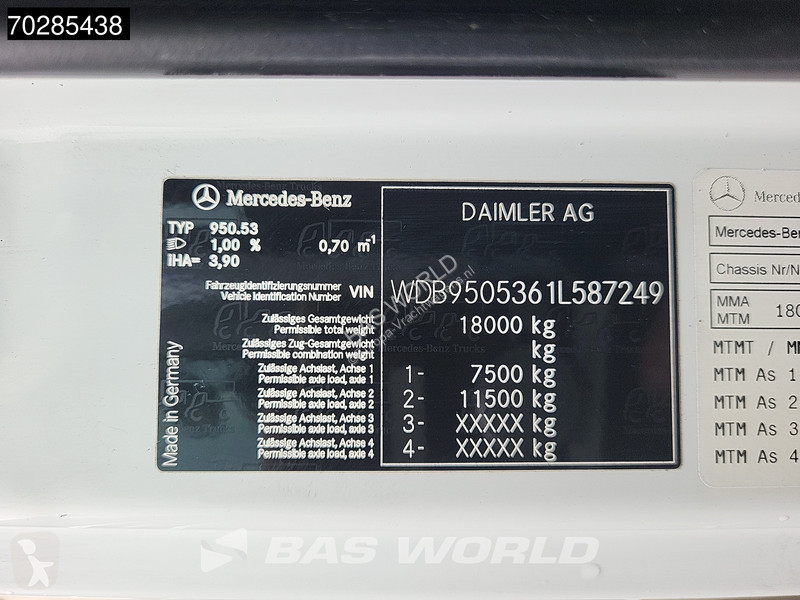 70285438
Mercedes-Benz
DAIMLER AG
TYP 950.53
1,00 % 0,70 m-1
iHA= 3,90
Fahrzeugidentifizierungsnummer
Vehicle Identification Number VIN WDB9505361L587249
Zulässiges Gesamtgewicht
Permissible total weight 18000 kg
Zulässiges Zug-Gesamtgewicht
Permissible combination weight kg
Zulässige Achslast, Achse 1
Permissible axle load, axle 1 1- 7500 kg
Zulässige Achslast, Achse 2
Permissible axle load, axle 2 2- 11500 kg
Zulässige Achslast, Achse 3
Permissible axle load, axle 3 3- XXXXX kg
Zulässige Achslast, Achse 4
Permissible axle load, axle 4 4- XXXXX kg
Made in Germany
Merced
Mercedes-Ben
Chassis Nr/N
MMA
MTM 180
MTMT / MM
MTM As 1
MTM As 2
MTM As 3
MTM As 4
BAS WORLD
BAS WORLD